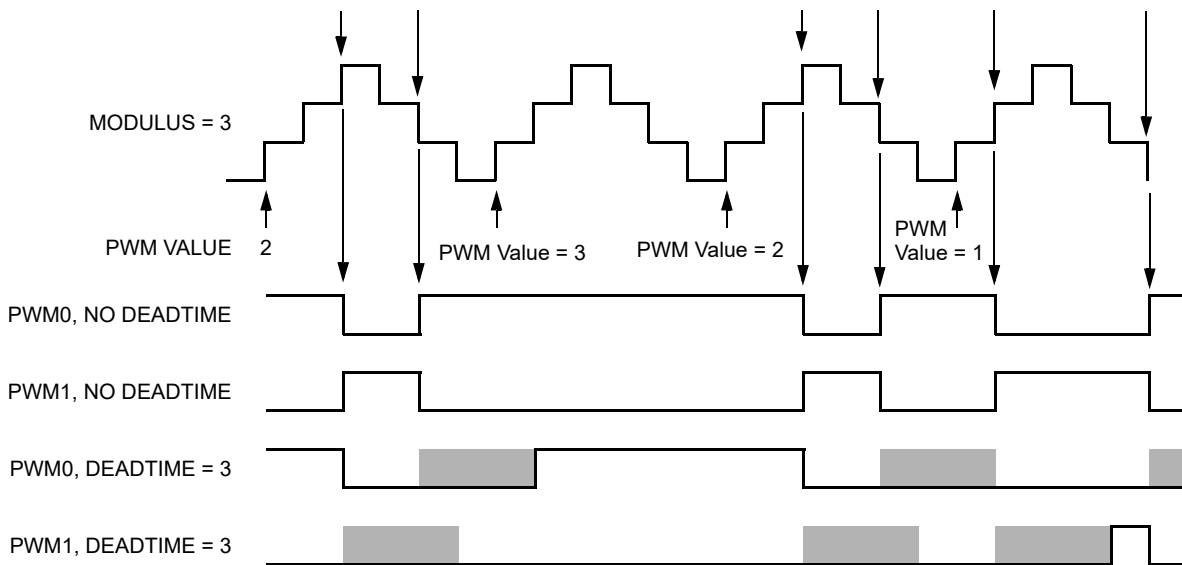 MODULUS = 3
PWM VALUE 2
PWM Value = 3
PWM Value = 2
PWM
Value = 1
PWM0, NO DEADTIME
PWM1, NO DEADTIME
PWM0, DEADTIME = 3
PWM1, DEADTIME = 3